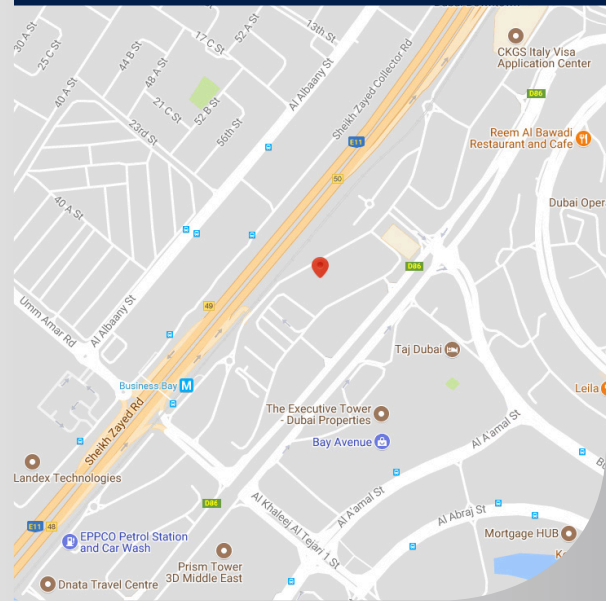 13th St
52 A St
17 C St
30 A St
25 C St
44 B St
48 A St
40 A St
21 C St
52 B St
23rd St
56th St
Al Albaany St
Sheikh Zayed Collector Rd
CKGS Italy Visa
Application Center
D86
E11
Reem Al Bawadi
Restaurant and Cafe
50
40 A St
Dubai Oper
D86
49
Umm Amar Rd
Al Albaany St
Taj Dubai
Business Bay
M
Leila
The Executive Tower
- Dubai Properties
Bay Avenue
Sheikh Zayed Rd
Al A'amal St
Landex Technologies
D86
Al Khaleej Al Tejari 1 St
Al A'amal St
Al Abraj St
E11
48
EPPCO Petrol Station
and Car Wash
Mortgage HUB
Prism Tower
3D Middle East
Dnata Travel Centre